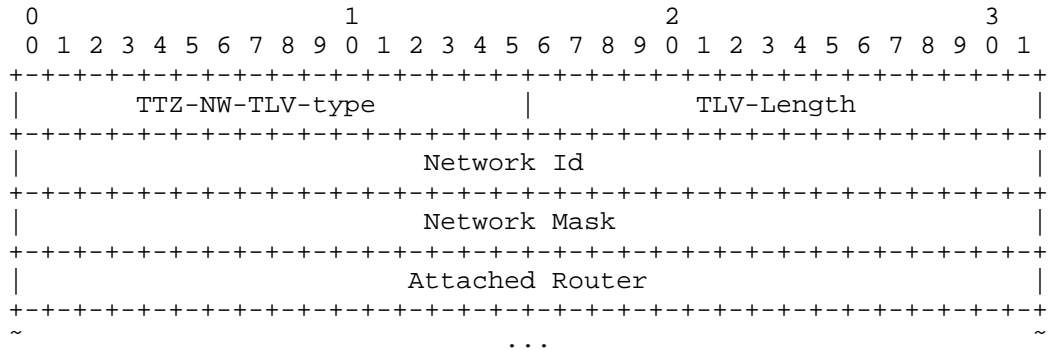 0                   1                   2                   3
 0 1 2 3 4 5 6 7 8 9 0 1 2 3 4 5 6 7 8 9 0 1 2 3 4 5 6 7 8 9 0 1
+-+-+-+-+-+-+-+-+-+-+-+-+-+-+-+-+-+-+-+-+-+-+-+-+-+-+-+-+-+-+-+-+
|       TTZ-NW-TLV-type         |          TLV-Length           |
+-+-+-+-+-+-+-+-+-+-+-+-+-+-+-+-+-+-+-+-+-+-+-+-+-+-+-+-+-+-+-+-+
|                         Network Id                            |
+-+-+-+-+-+-+-+-+-+-+-+-+-+-+-+-+-+-+-+-+-+-+-+-+-+-+-+-+-+-+-+-+
|                         Network Mask                          |
+-+-+-+-+-+-+-+-+-+-+-+-+-+-+-+-+-+-+-+-+-+-+-+-+-+-+-+-+-+-+-+-+
|                        Attached Router                        |
+-+-+-+-+-+-+-+-+-+-+-+-+-+-+-+-+-+-+-+-+-+-+-+-+-+-+-+-+-+-+-+-+
~                              ...                              ~